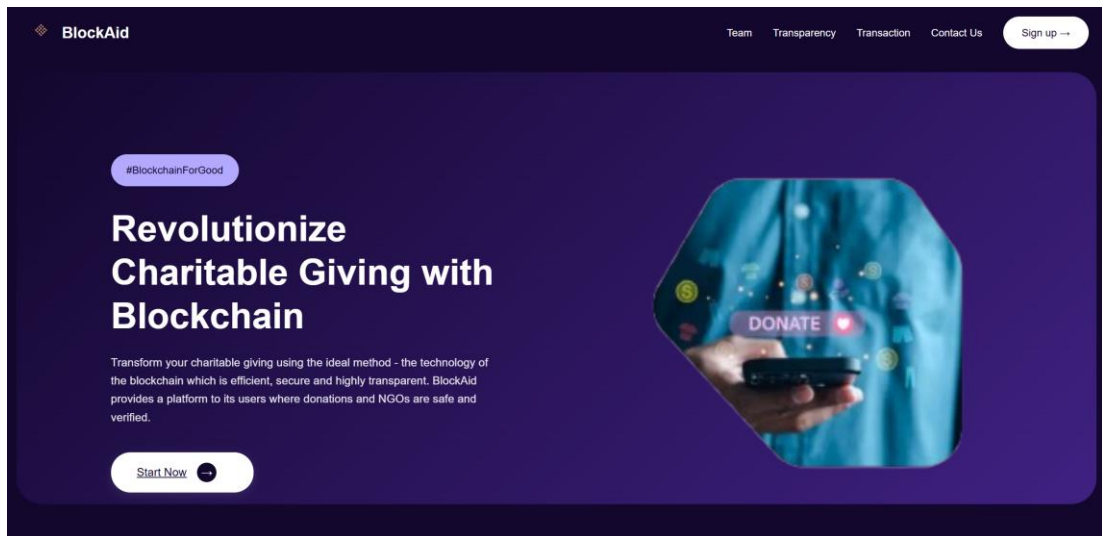 BlockAid
Team Transparency Transaction Contact Us Sign up →
#BlockchainForGood
Revolutionize
Charitable Giving with
Blockchain
Transform your charitable giving using the ideal method - the technology of
the blockchain which is efficient, secure and highly transparent. BlockAid
provides a platform to its users where donations and NGOs are safe and
verified.
Start Now →
DONATE